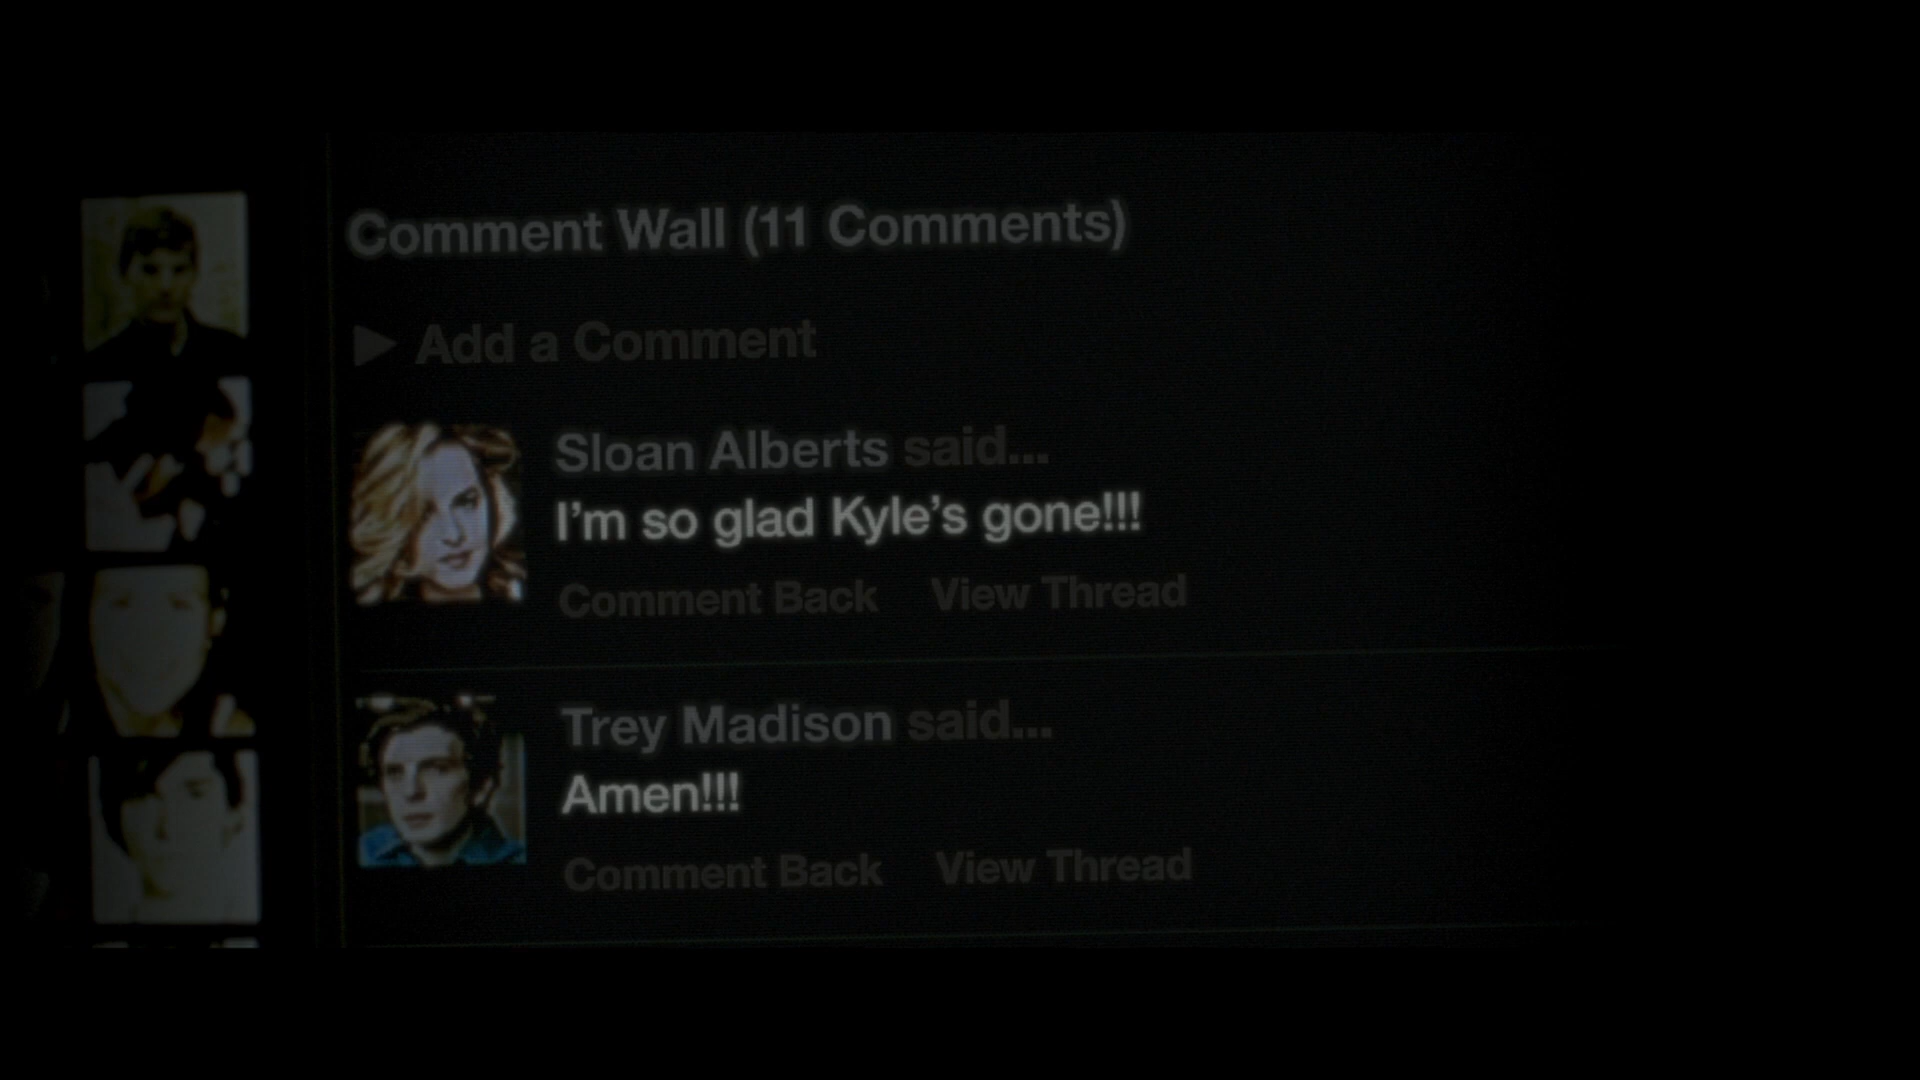 Comment Wall (11 Comments)
Add a Comment
Sloan Alberts said...
I'm so glad Kyle's gone!!!
Comment Back View Thread
Trey Madison said...
Amen!!!
Comment Back View Thread